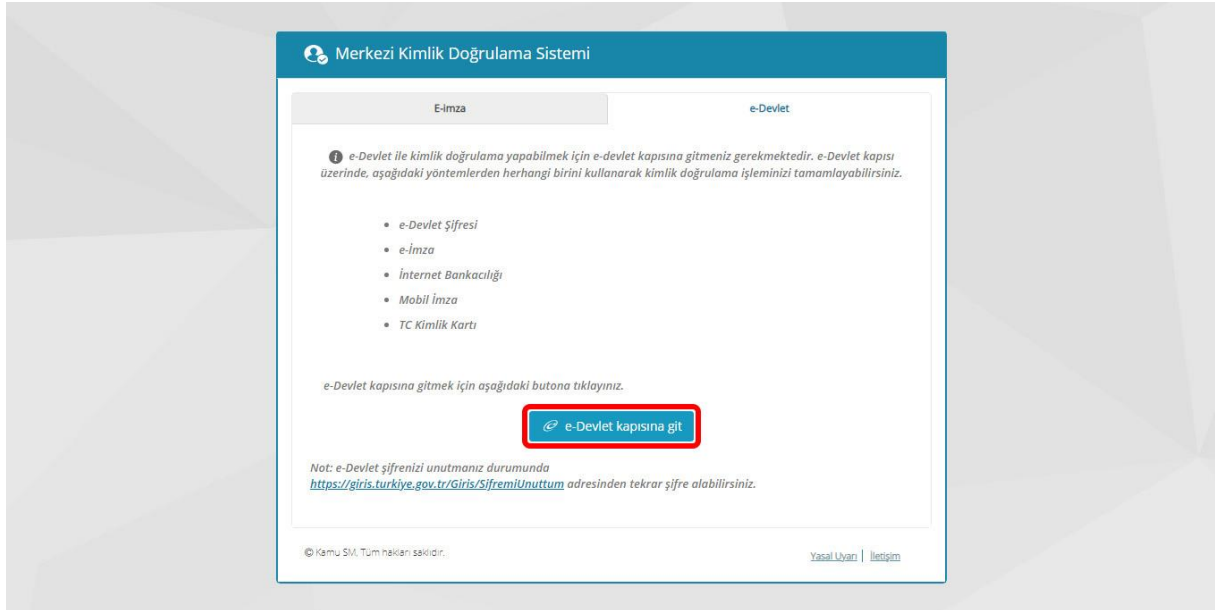 Merkezi Kimlik Doğrulama Sistemi
E-imza
e-Devlet
e-Devlet ile kimlik doğrulama yapabilmek için e-devlet kapısına gitmeniz gerekmektedir. e-Devlet kapısı
üzerinde, aşağıdaki yöntemlerden herhangi birini kullanarak kimlik doğrulama işleminizi tamamlayabilirsiniz.
• e-Devlet Şifresi
• e-İmza
• İnternet Bankacılığı
• Mobil İmza
• TC Kimlik Kartı
e-Devlet kapısına gitmek için aşağıdaki butona tıklayınız.
e-Devlet kapısına git
Not: e-Devlet şifrenizi unutmanız durumunda
https://giris.turkiye.gov.tr/Giris/SifremiUnuttum adresinden tekrar şifre alabilirsiniz.
© Kamu SM. Tüm hakları saklıdır.
Yasal Uyarı | İletişim